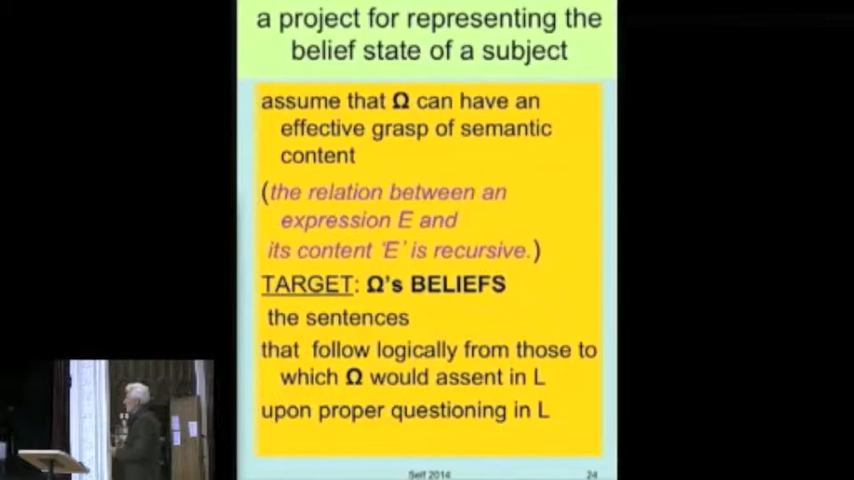 a project for representing the
belief state of a subject
assume that Ω can have an
effective grasp of semantic
content
(the relation between an
expression E and
its content 'E' is recursive.)
TARGET: Ω's BELIEFS
the sentences
that follow logically from those to
which Ω would assent in L
upon proper questioning in L
Self 2014
24